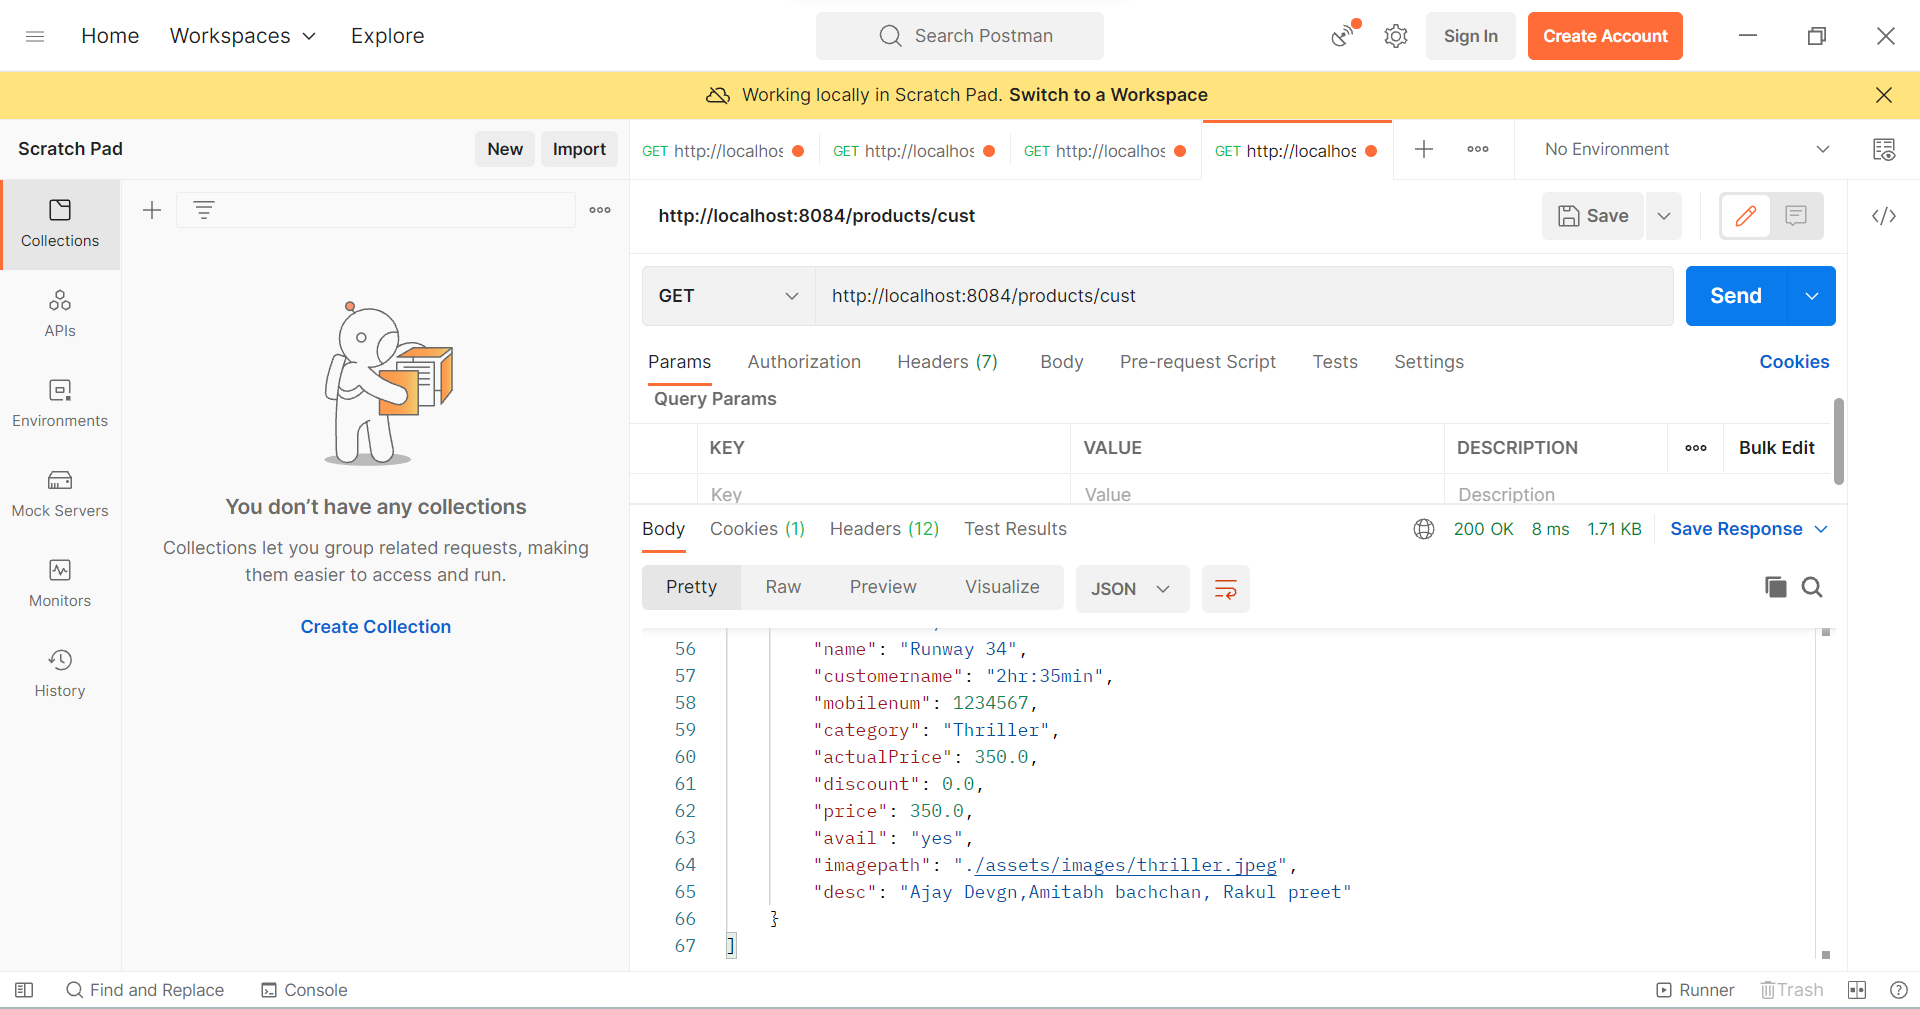 Home Workspaces Explore Search Postman Sign In Create Account
Working locally in Scratch Pad. Switch to a Workspace
Scratch Pad New Import GET http://localhos GET http://localhos GET http://localhos GET http://localhos No Environment
Collections
APIs
Environments
Mock Servers
Monitors
History
You don’t have any collections
Collections let you group related requests, making
them easier to access and run.
Create Collection
http://localhost:8084/products/cust Save
GET http://localhost:8084/products/cust Send
Params Authorization Headers (7) Body Pre-request Script Tests Settings Cookies
Query Params
KEY VALUE DESCRIPTION Bulk Edit
Key Value Description
Body Cookies (1) Headers (12) Test Results 200 OK 8 ms 1.71 KB Save Response
Pretty Raw Preview Visualize JSON
56 "name": "Runway 34",
57 "customername": "2hr:35min",
58 "mobilenum": 1234567,
59 "category": "Thriller",
60 "actualPrice": 350.0,
61 "discount": 0.0,
62 "price": 350.0,
63 "avail": "yes",
64 "imagepath": "./assets/images/thriller.jpeg",
65 "desc": "Ajay Devgn,Amitabh bachchan, Rakul preet"
66 }
67 ]
Find and Replace Console Runner Trash